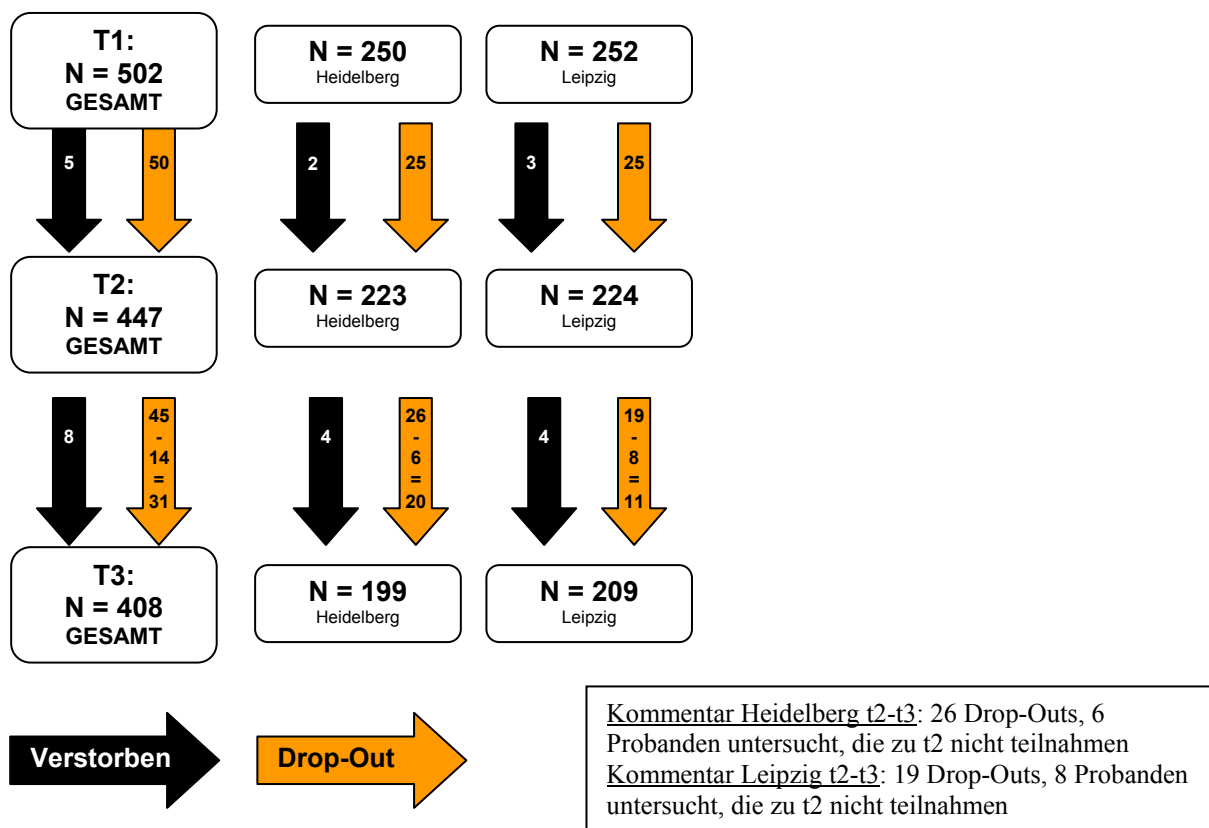 T1:
N = 502
GESAMT
N = 250
Heidelberg
N = 252
Leipzig
5
50
2
25
3
25
T2:
N = 447
GESAMT
N = 223
Heidelberg
N = 224
Leipzig
8
45
-
14
=
31
4
26
-
6
=
20
4
19
-
8
=
11
T3:
N = 408
GESAMT
N = 199
Heidelberg
N = 209
Leipzig
Verstorben
Drop-Out
Kommentar Heidelberg t2-t3: 26 Drop-Outs, 6
Probanden untersucht, die zu t2 nicht teilnahmen
Kommentar Leipzig t2-t3: 19 Drop-Outs, 8 Probanden
untersucht, die zu t2 nicht teilnahmen